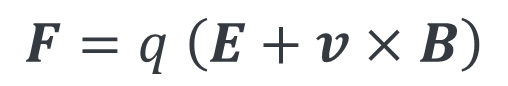 F = q (E + v × B)